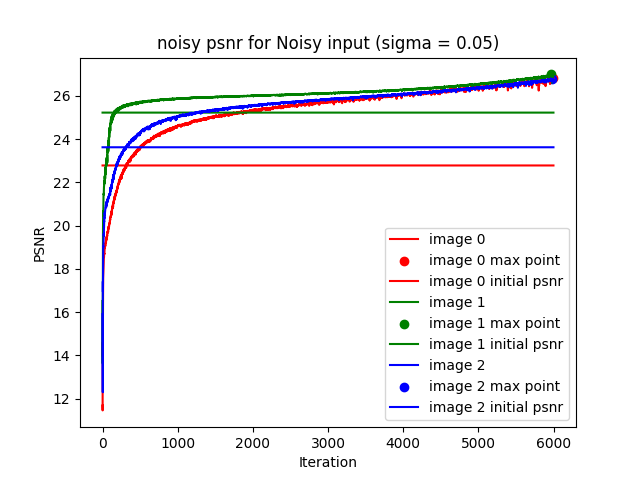 noisy psnr for Noisy input (sigma = 0.05)
PSNR
26
24
22
20
18
16
14
12
image 0
image 0 max point
image 0 initial psnr
image 1
image 1 max point
image 1 initial psnr
image 2
image 2 max point
image 2 initial psnr
0 1000 2000 3000 4000 5000 6000
Iteration